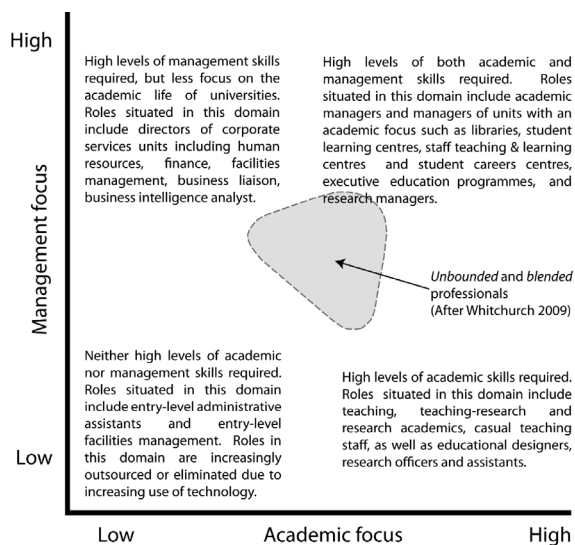 High
High levels of management skills
required, but less focus on the
academic life of universities.
Roles situated in this domain
include directors of corporate
services units including human
resources, finance, facilities
management, business liaison,
business intelligence analyst.
High levels of both academic and
management skills required. Roles
situated in this domain include academic
managers and managers of units with an
academic focus such as libraries, student
learning centres, staff teaching & learning
centres and student careers centres,
executive education programmes, and
research managers.
Management focus
Unbounded and blended
professionals
(After Whitchurch 2009)
Neither high levels of academic
nor management skills required.
Roles situated in this domain
include entry-level administrative
assistants and entry-level
facilities management. Roles in
this domain are increasingly
outsourced or eliminated due to
increasing use of technology.
High levels of academic skills required.
Roles situated in this domain include
teaching, teaching-research and
research academics, casual teaching
staff, as well as educational designers,
research officers and assistants.
Low
Low
Academic focus
High